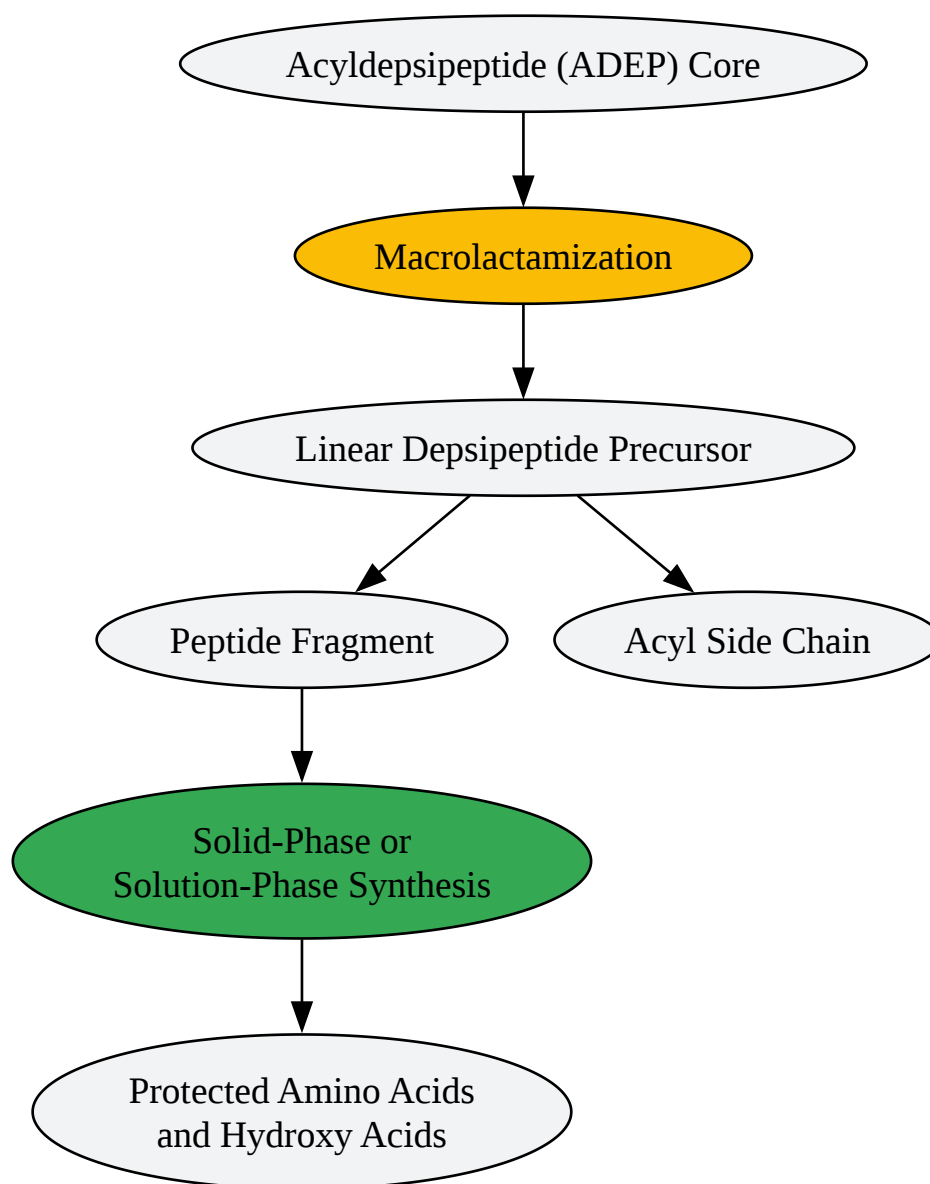 Acyldepsipeptide (ADEP) Core
Macrolactamization
Linear Depsipeptide Precursor
Peptide Fragment
Acyl Side Chain
Solid-Phase or
Solution-Phase Synthesis
Protected Amino Acids
and Hydroxy Acids